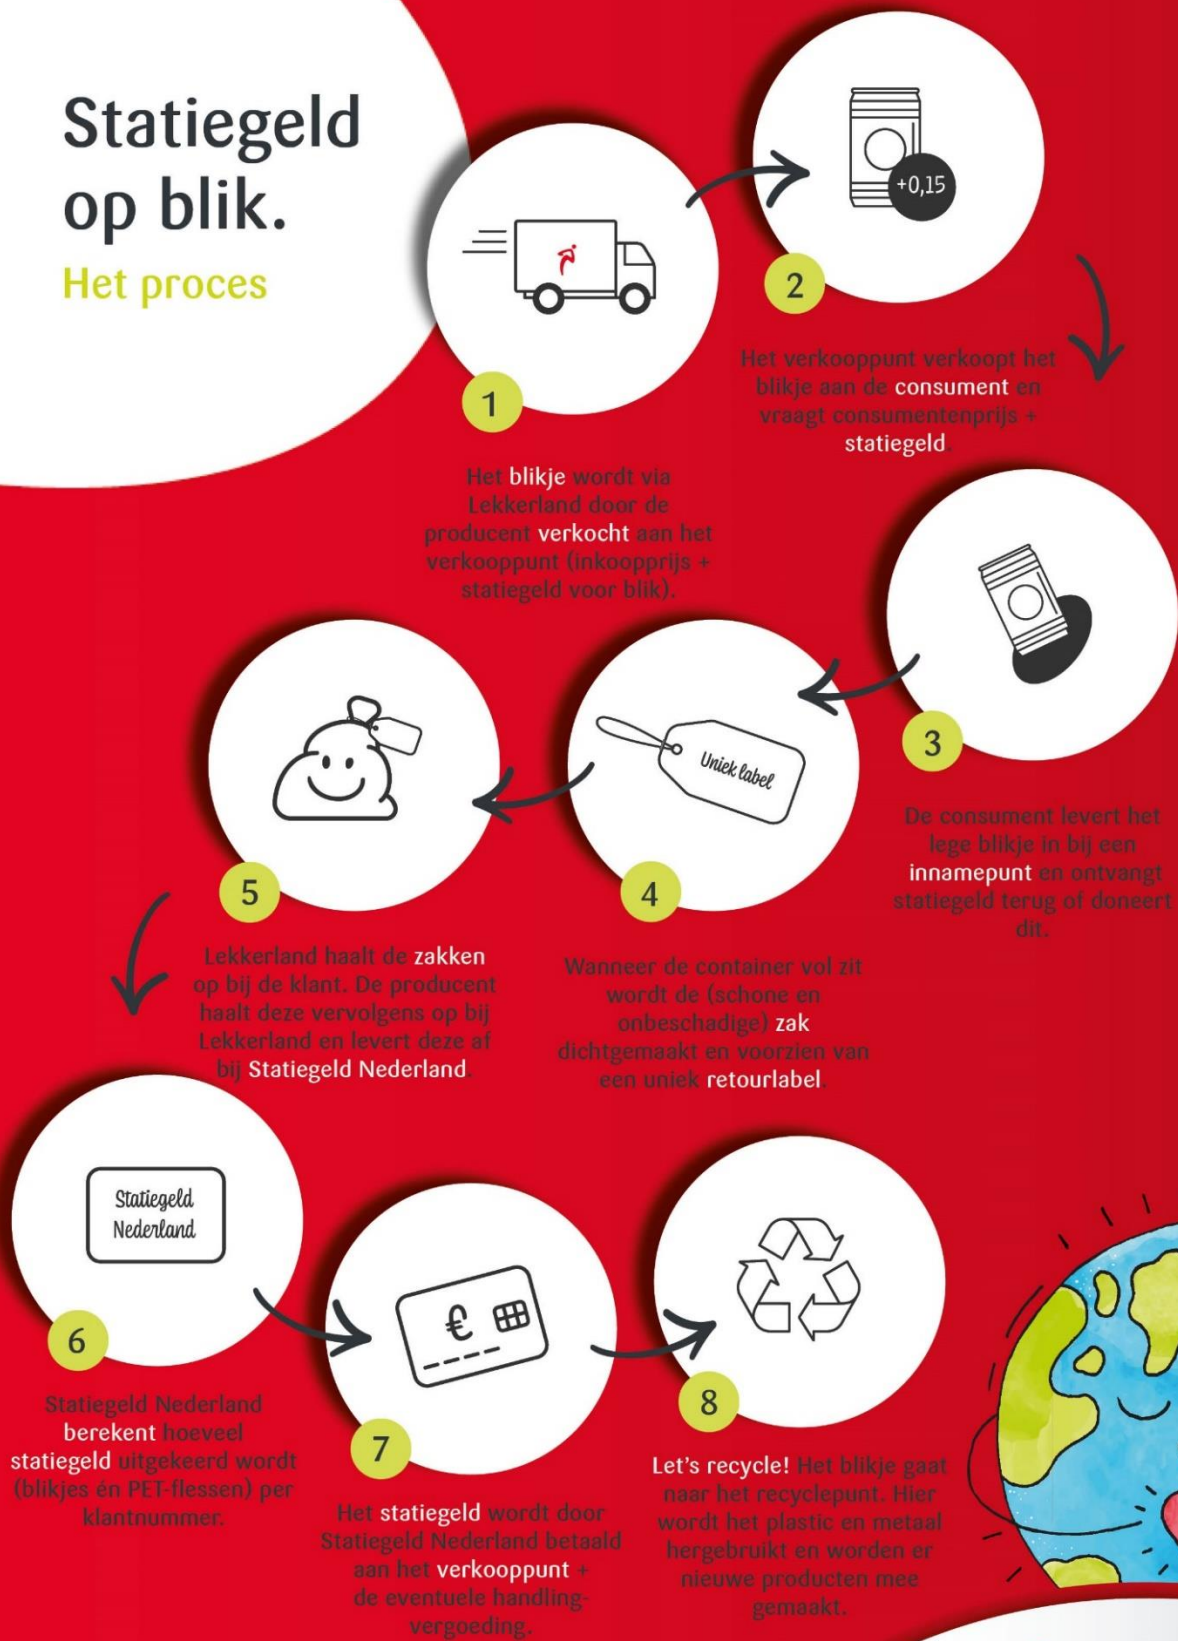 Statiegeld
op blik.
Het proces
1
Het blikje wordt via
Lekkerland door de
producent verkocht aan het
verkooppunt (inkoopprijs +
statiegeld voor blik).
+0,15
2
Het verkooppunt verkoopt het
blikje aan de consument en
vraagt consumentenprijs +
statiegeld.
3
De consument levert het
lege blikje in bij een
innamepunt en ontvangt
statiegeld terug of doneert
dit.
Uniek label
4
Wanneer de container vol zit
wordt de (schone en
onbeschadige) zak
dichtgemaakt en voorzien van
een uniek retourlabel.
5
Lekkerland haalt de zakken
op bij de klant. De producent
haalt deze vervolgens op bij
Lekkerland en levert deze af
bij Statiegeld Nederland.
Statiegeld
Nederland
6
Statiegeld Nederland
berekent hoeveel
statiegeld uitgekeerd wordt
(blikjes én PET-flessen) per
klantnummer.
€
7
Het statiegeld wordt door
Statiegeld Nederland betaald
aan het verkooppunt +
de eventuele handling-
vergoeding.
8
Let's recycle! Het blikje gaat
naar het recyclepunt. Hier
wordt het plastic en metaal
hergebruikt en worden er
nieuwe producten mee
gemaakt.